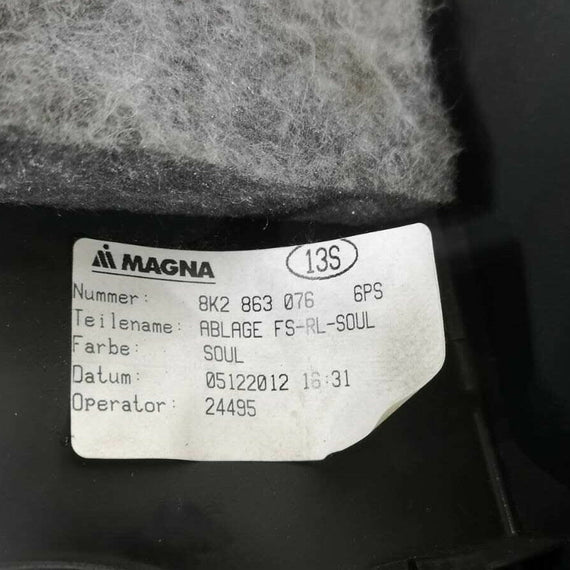 MAGNA 13S
Nummer: 8K2 863 076 6PS
Teilename: ABLAGE FS-RL-SOUL
Farbe: SOUL
Datum: 05122012 16:31
Operator: 24495